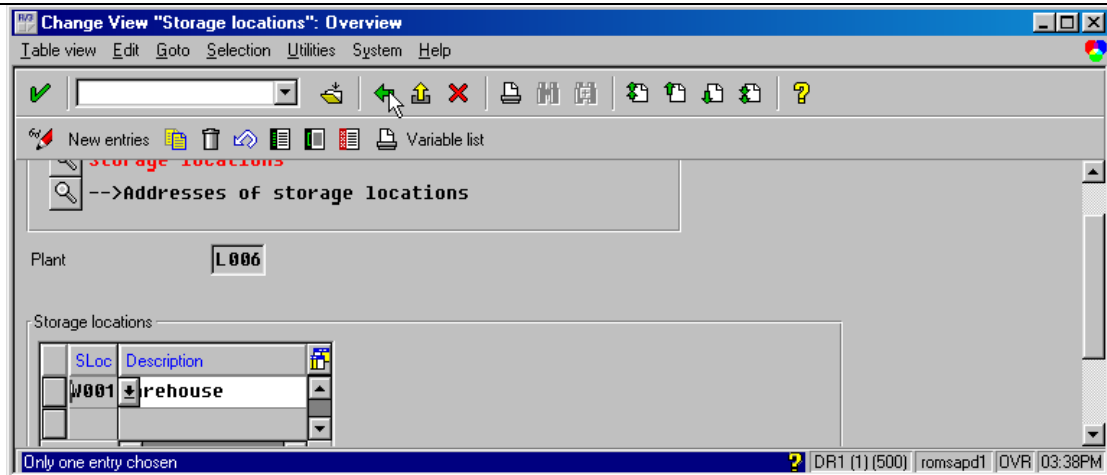 Change View "Storage locations": Overview
Table view Edit Goto Selection Utilities System Help
New entries Variable list
Storage locations
-->Addresses of storage locations
Plant L006
Storage locations
SLoc Description
W001 rehouse
Only one entry chosen DR1 (1) (500) romsapd1 OVR 03:38PM